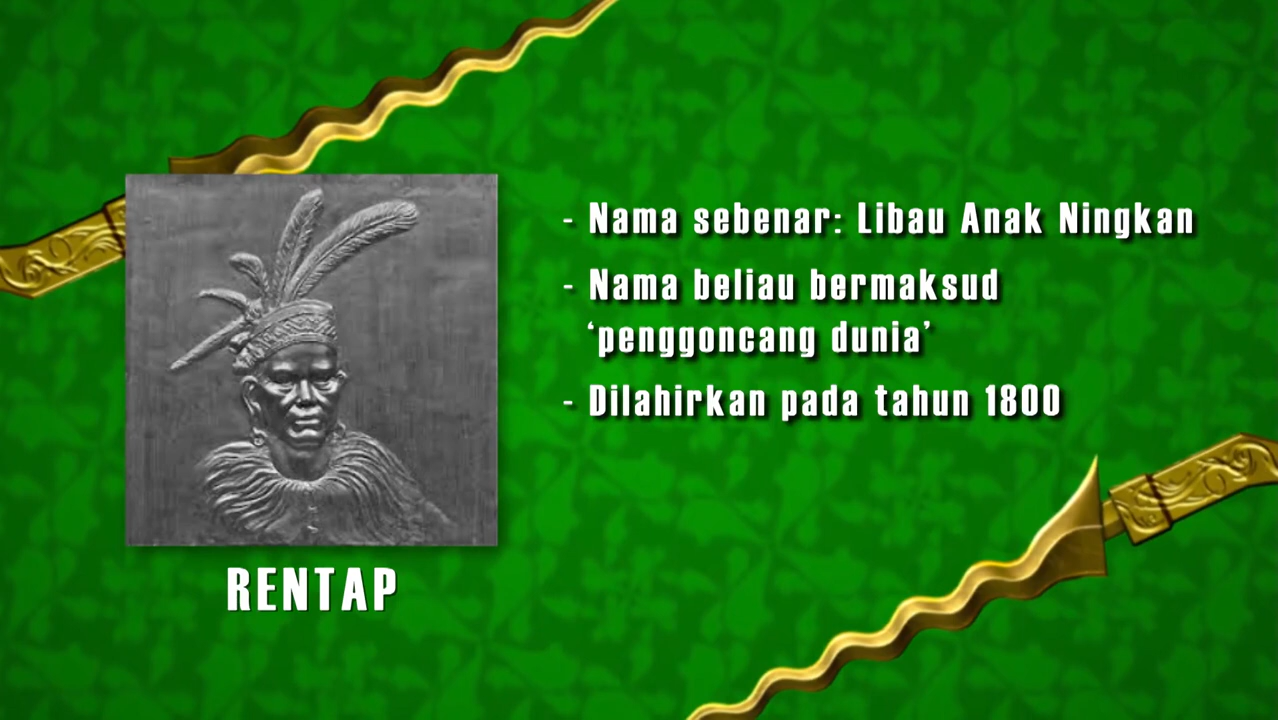 - Nama sebenar: Libau Anak Ningkan
- Nama beliau bermaksud
‘penggoncang dunia’
- Dilahirkan pada tahun 1800
RENTAP